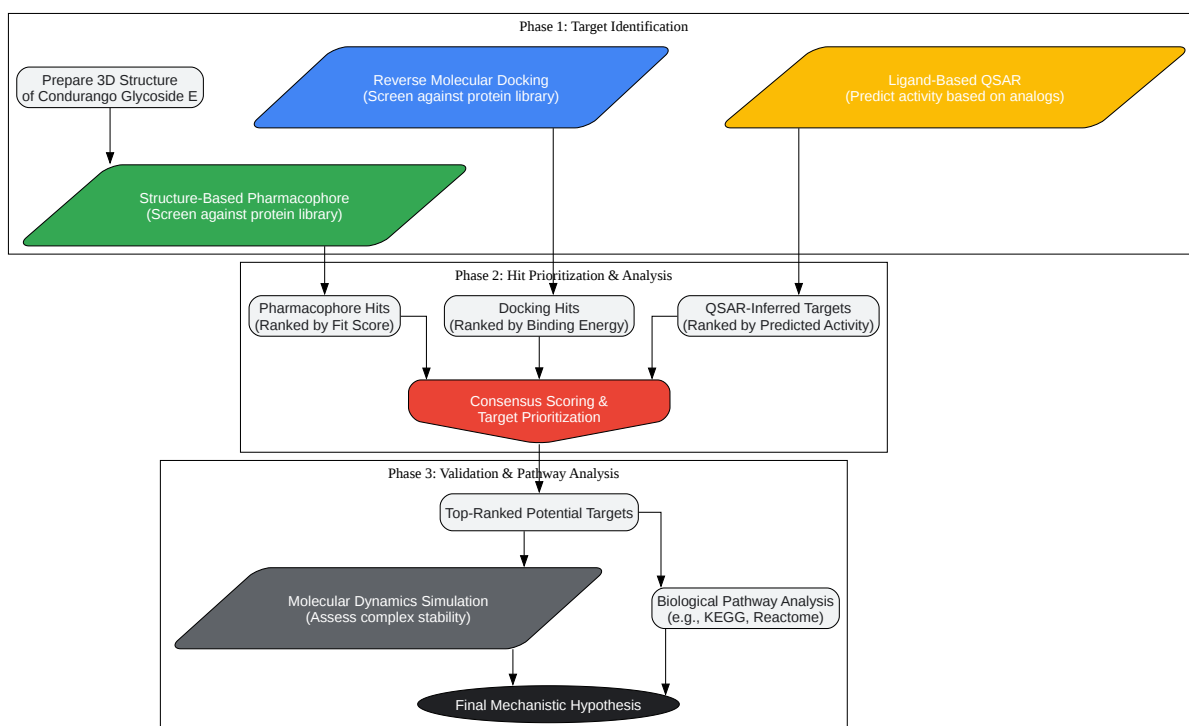 Phase 1: Target Identification
Prepare 3D Structure
of Condurango Glycoside E
Reverse Molecular Docking
(Screen against protein library)
Ligand-Based QSAR
(Predict activity based on analogs)
Structure-Based Pharmacophore
(Screen against protein library)
Phase 2: Hit Prioritization & Analysis
Pharmacophore Hits
(Ranked by Fit Score)
Docking Hits
(Ranked by Binding Energy)
QSAR-Inferred Targets
(Ranked by Predicted Activity)
Consensus Scoring &
Target Prioritization
Phase 3: Validation & Pathway Analysis
Top-Ranked Potential Targets
Molecular Dynamics Simulation
(Assess complex stability)
Biological Pathway Analysis
(e.g., KEGG, Reactome)
Final Mechanistic Hypothesis